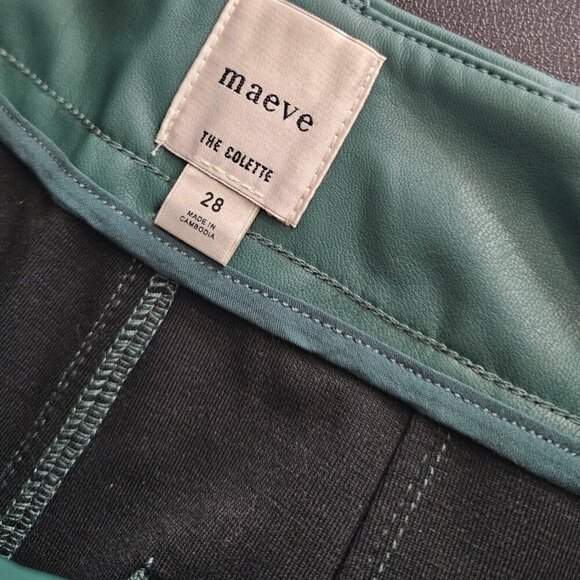 maeve
THE COLETTE
28
MADE IN
CAMBODIA